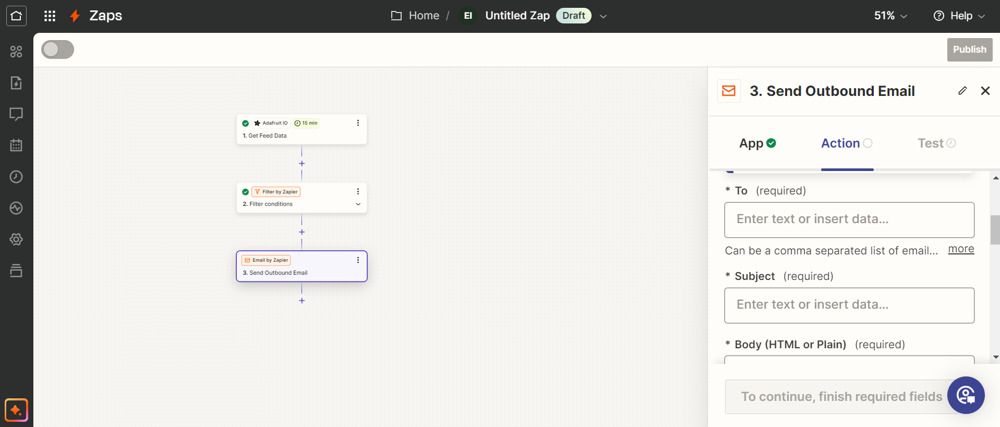 Zaps
Home / EI Untitled Zap Draft
51%
Help
Publish
Adafruit IO 15 min
1. Get Feed Data
Filter by Zapier
2. Filter conditions
Email by Zapier
3. Send Outbound Email
3. Send Outbound Email
App Action Test
* To (required)
Enter text or insert data...
Can be a comma separated list of email... more
* Subject (required)
Enter text or insert data...
* Body (HTML or Plain) (required)
To continue, finish required fields